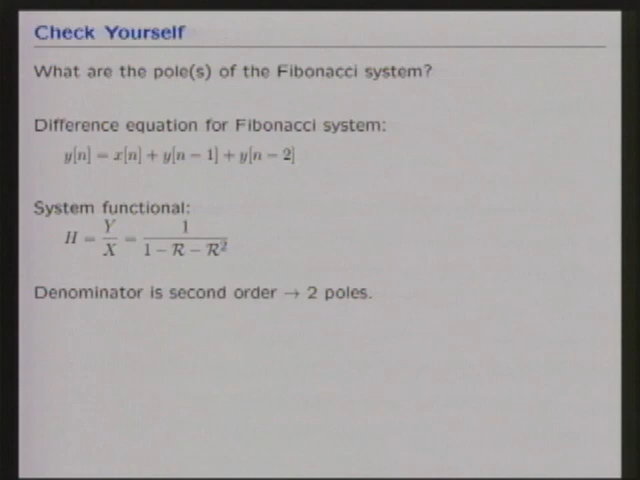 Check Yourself
What are the pole(s) of the Fibonacci system?
Difference equation for Fibonacci system:
y[n] = x[n] + y[n − 1] + y[n − 2]
System functional:
H = Y/X = 1/(1 − R − R²)
Denominator is second order → 2 poles.